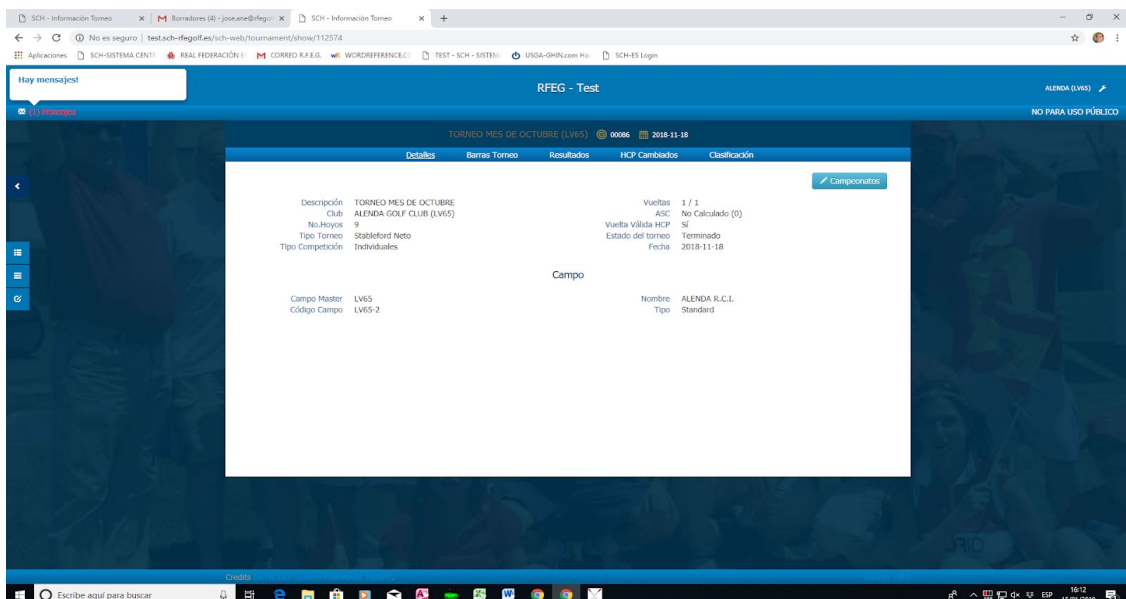 SCH - Información Torneo
Borradores (4) - jose.ane@rfegol
SCH - Información Torneo
No es seguro | test.sch-rfegolf.es/sch-web/tournament/show/112574
Aplicaciones SCH-SISTEMA CENTR REAL FEDERACIÓN E CORREO R.F.E.G. WORDREFERENCE.C TEST - SCH - SISTEM USGA-GHIN.com Ha SCH-ES Login
Hay mensajes!
RFEG - Test
ALENDA (LV65)
(1) Mensajes
NO PARA USO PÚBLICO
TORNEO MES DE OCTUBRE (LV65) 00086 2018-11-18
Detalles Barras Torneo Resultados HCP Cambiados Clasificación
Campeonatos
Descripción TORNEO MES DE OCTUBRE Vueltas 1 / 1
Club ALENDA GOLF CLUB (LV65) ASC No Calculado (0)
No.Hoyos 9 Vuelta Válida HCP Sí
Tipo Torneo Stableford Neto Estado del torneo Terminado
Tipo Competición Individuales Fecha 2018-11-18
Campo
Campo Master LV65 Nombre ALENDA R.C.I.
Código Campo LV65-2 Tipo Standard
Credits
Escribe aquí para buscar
ESP
16:12
15/01/2019